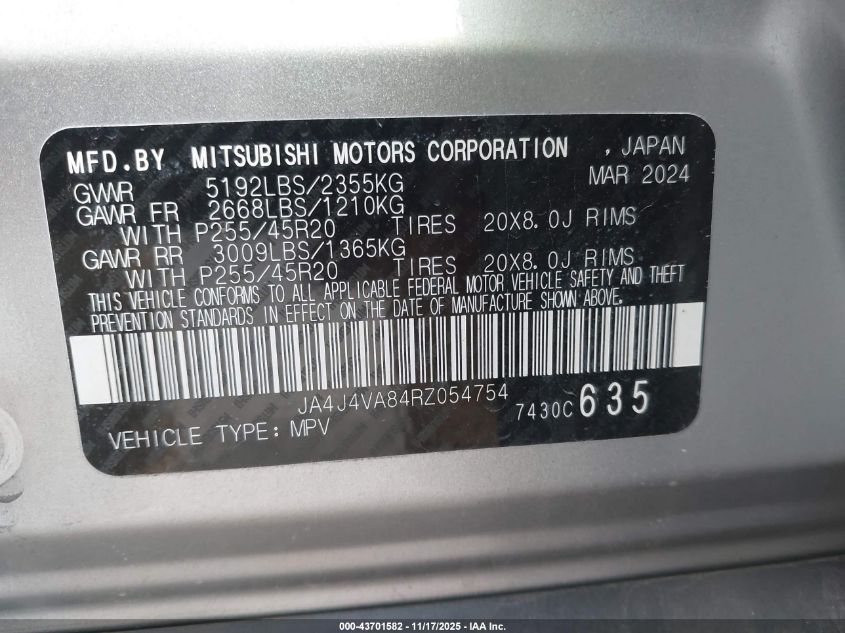 MFD.BY MITSUBISHI MOTORS CORPORATION , JAPAN
MAR 2024
GVWR 5192LBS/2355KG
GAWR FR 2668LBS/1210KG
WITH P255/45R20 TIRES 20X8.0J RIMS
GAWR RR 3009LBS/1365KG
WITH P255/45R20 TIRES 20X8.0J RIMS
THIS VEHICLE CONFORMS TO ALL APPLICABLE FEDERAL MOTOR VEHICLE SAFETY AND THEFT
PREVENTION STANDARDS IN EFFECT ON THE DATE OF MANUFACTURE SHOWN ABOVE.
JA4J4VA84RZ054754
7430C 635
VEHICLE TYPE: MPV
000-43701582 - 11/17/2025 - IAA Inc.